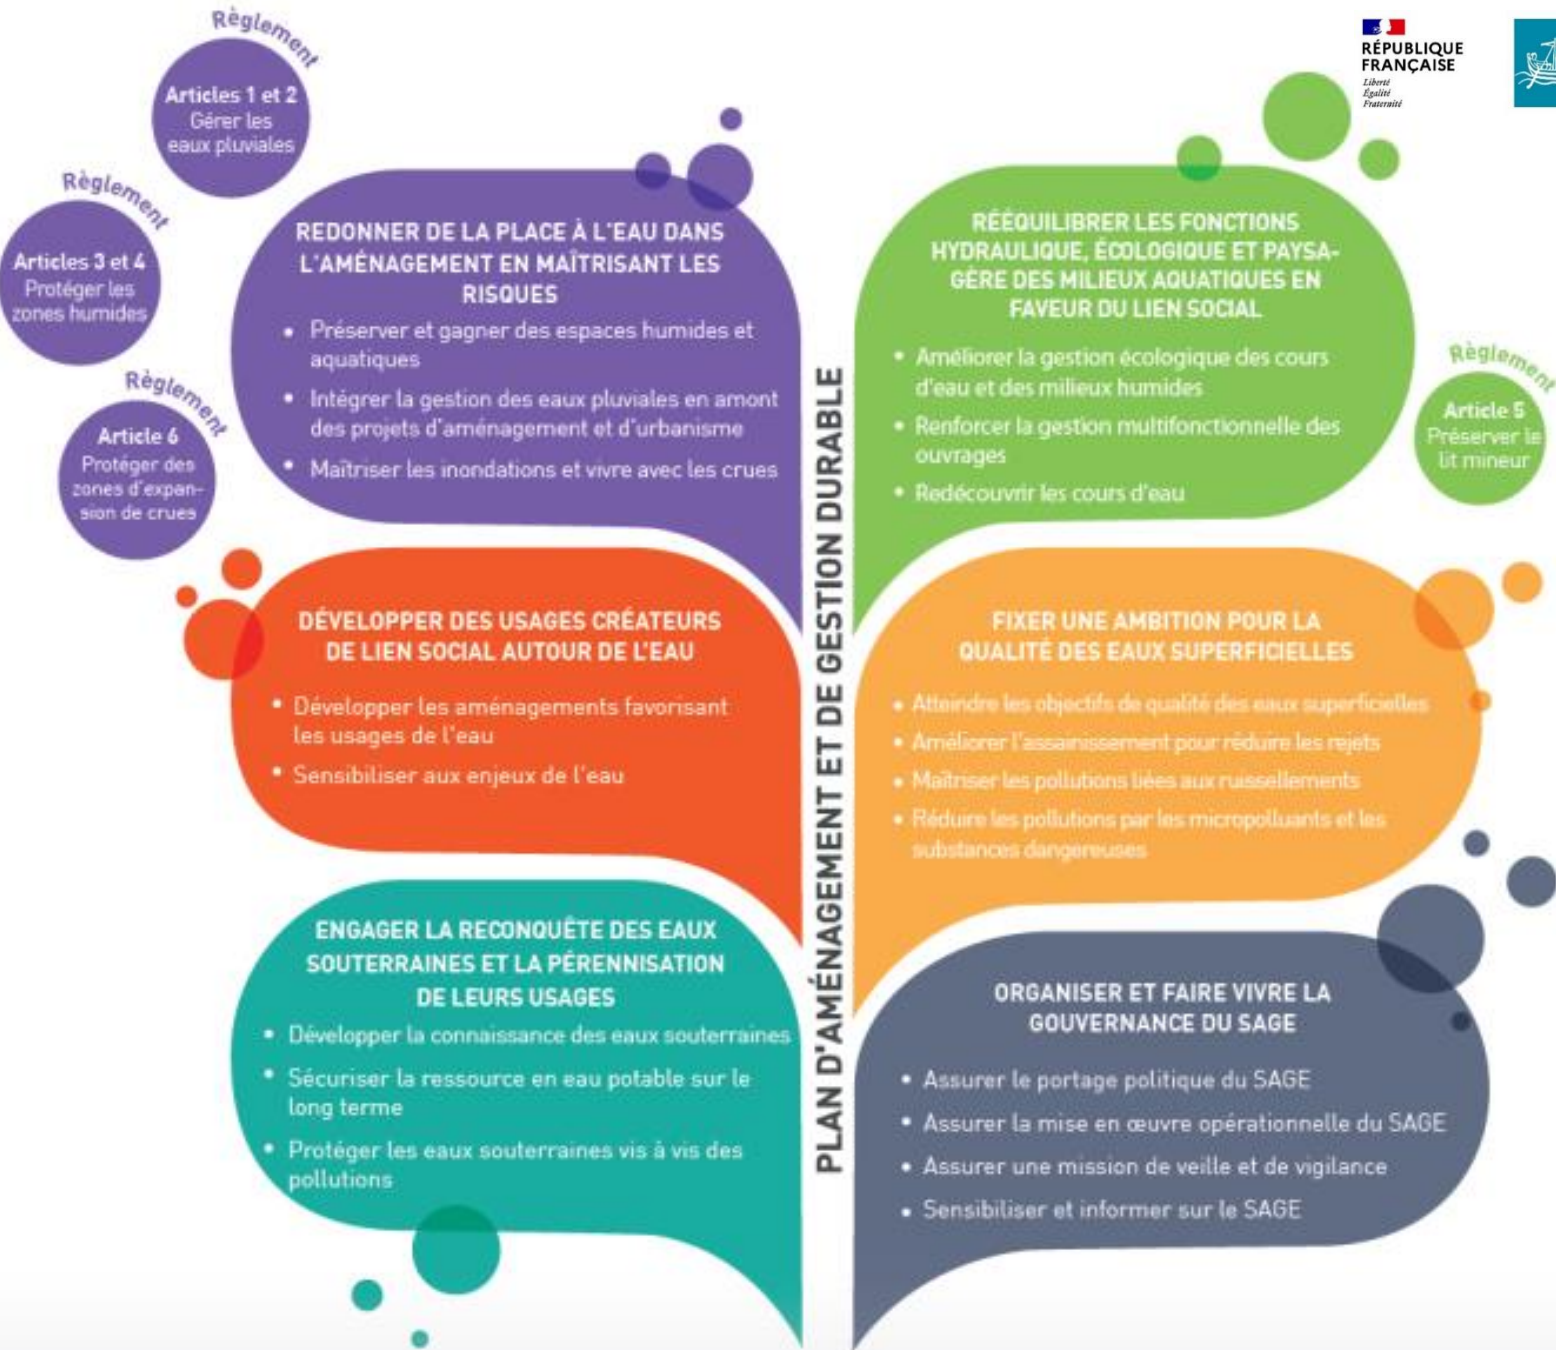 RÉPUBLIQUE
FRANÇAISE
Liberté
Égalité
Fraternité
Règlement
Articles 1 et 2
Gérer les
eaux pluviales
Règlement
Articles 3 et 4
Protéger les
zones humides
Règlement
Article 6
Protéger des
zones d'expan-
sion de crues
REDONNER DE LA PLACE À L'EAU DANS
L'AMÉNAGEMENT EN MAÎTRISANT LES
RISQUES
• Préserver et gagner des espaces humides et
aquatiques
• Intégrer la gestion des eaux pluviales en amont
des projets d'aménagement et d'urbanisme
• Maîtriser les inondations et vivre avec les crues
DÉVELOPPER DES USAGES CRÉATEURS
DE LIEN SOCIAL AUTOUR DE L'EAU
• Développer les aménagements favorisant
les usages de l'eau
• Sensibiliser aux enjeux de l'eau
ENGAGER LA RECONQUÊTE DES EAUX
SOUTERRAINES ET LA PÉRENNISATION
DE LEURS USAGES
• Développer la connaissance des eaux souterraines
• Sécuriser la ressource en eau potable sur le
long terme
• Protéger les eaux souterraines vis à vis des
pollutions
PLAN D'AMÉNAGEMENT ET DE GESTION DURABLE
RÉÉQUILIBRER LES FONCTIONS
HYDRAULIQUE, ÉCOLOGIQUE ET PAYSA-
GÈRE DES MILIEUX AQUATIQUES EN
FAVEUR DU LIEN SOCIAL
• Améliorer la gestion écologique des cours
d'eau et des milieux humides
• Renforcer la gestion multifonctionnelle des
ouvrages
• Redécouvrir les cours d'eau
Règlement
Article 5
Préserver le
lit mineur
FIXER UNE AMBITION POUR LA
QUALITÉ DES EAUX SUPERFICIELLES
• Atteindre les objectifs de qualité des eaux superficielles
• Améliorer l'assainissement pour réduire les rejets
• Maîtriser les pollutions liées aux ruissellements
• Réduire les pollutions par les micropolluants et les
substances dangereuses
ORGANISER ET FAIRE VIVRE LA
GOUVERNANCE DU SAGE
• Assurer le portage politique du SAGE
• Assurer la mise en œuvre opérationnelle du SAGE
• Assurer une mission de veille et de vigilance
• Sensibiliser et informer sur le SAGE